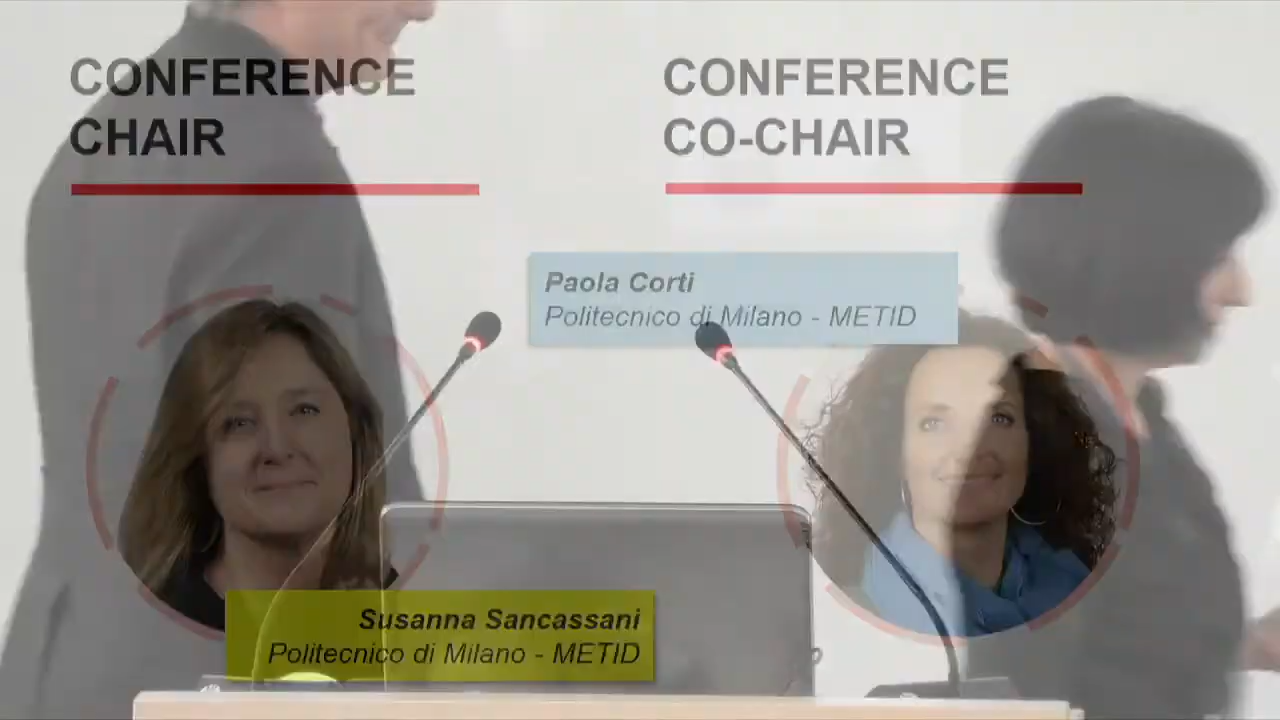 CONFERENCE
CHAIR
CONFERENCE
CO-CHAIR
Paola Corti
Politecnico di Milano - METID
Susanna Sancassani
Politecnico di Milano - METID